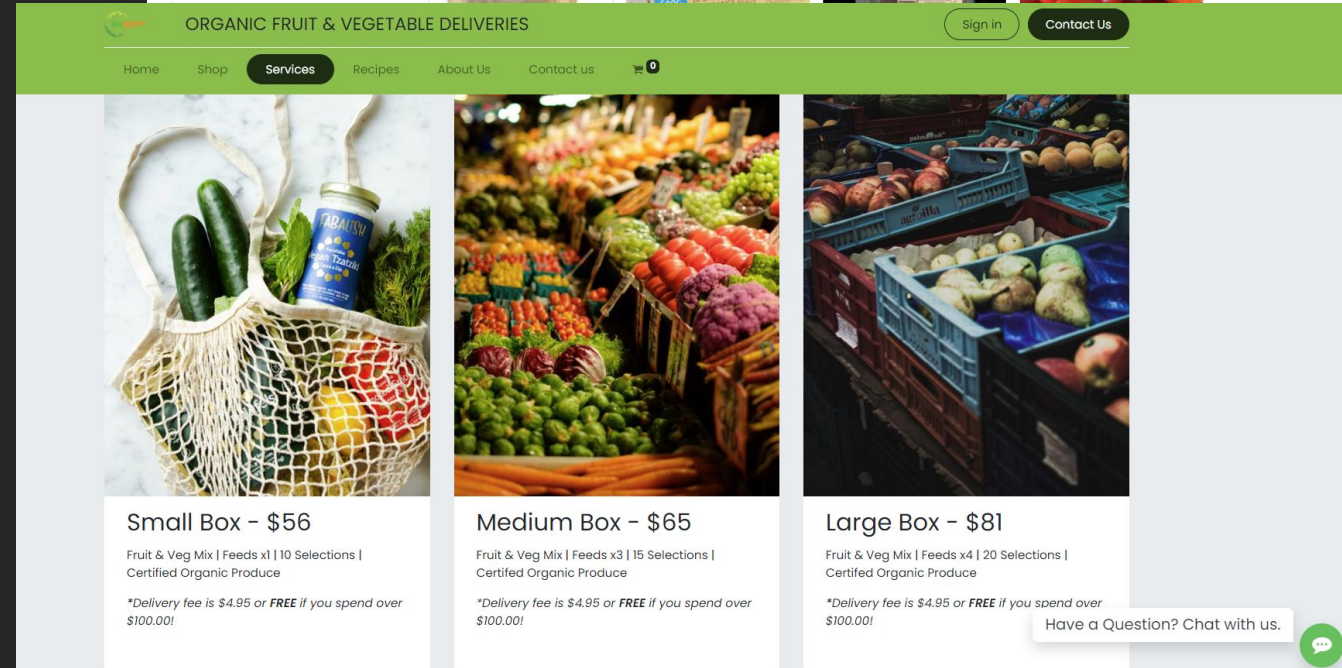 ORGANIC FRUIT & VEGETABLE DELIVERIES
Sign in
Contact Us
Home
Shop
Services
Recipes
About Us
Contact us
0
FABALISH
Vegan Tzatziki
Small Box - $56
Fruit & Veg Mix | Feeds x1 | 10 Selections |
Certified Organic Produce
*Delivery fee is $4.95 or FREE if you spend over
$100.00!
Medium Box - $65
Fruit & Veg Mix | Feeds x3 | 15 Selections |
Certifed Organic Produce
*Delivery fee is $4.95 or FREE if you spend over
$100.00!
Large Box - $81
Fruit & Veg Mix | Feeds x4 | 20 Selections |
Certifed Organic Produce
*Delivery fee is $4.95 or FREE if you spend over
$100.00!
Have a Question? Chat with us.